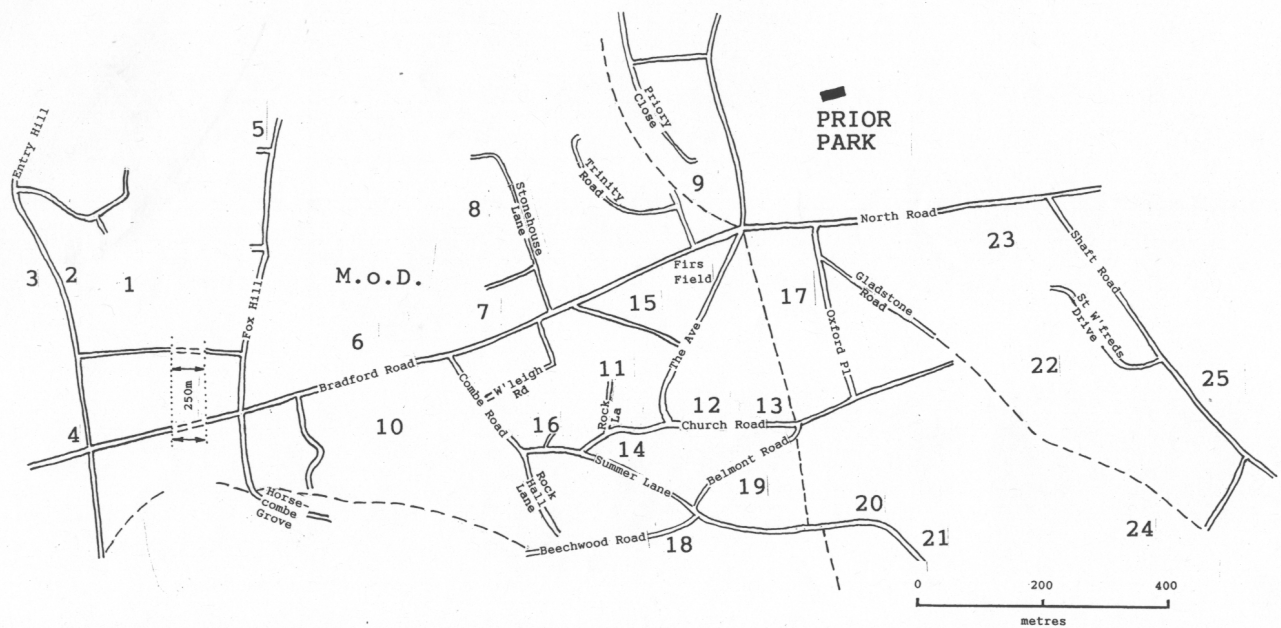 Entry Hill
5
Priory
Close
PRIOR
PARK
Trinity
Road
9
8
Stonehouse
Lane
North Road
3
2
1
M.o.D.
Firs
Field
23
Shaft Road
Fox Hill
7
15
17
Gladstone
Road
St W'freds
Drive
6
Oxford Pl
22
25
Bradford Road
250m
The Ave
11
W'leigh
Rd
Combe Road
Rock
La
12
13
4
10
16
Church Road
14
Summer Lane
Belmont Road
Rock
Hall
Lane
19
Horse-
combe
Grove
20
Beechwood Road
18
21
24
0
200
400
metres